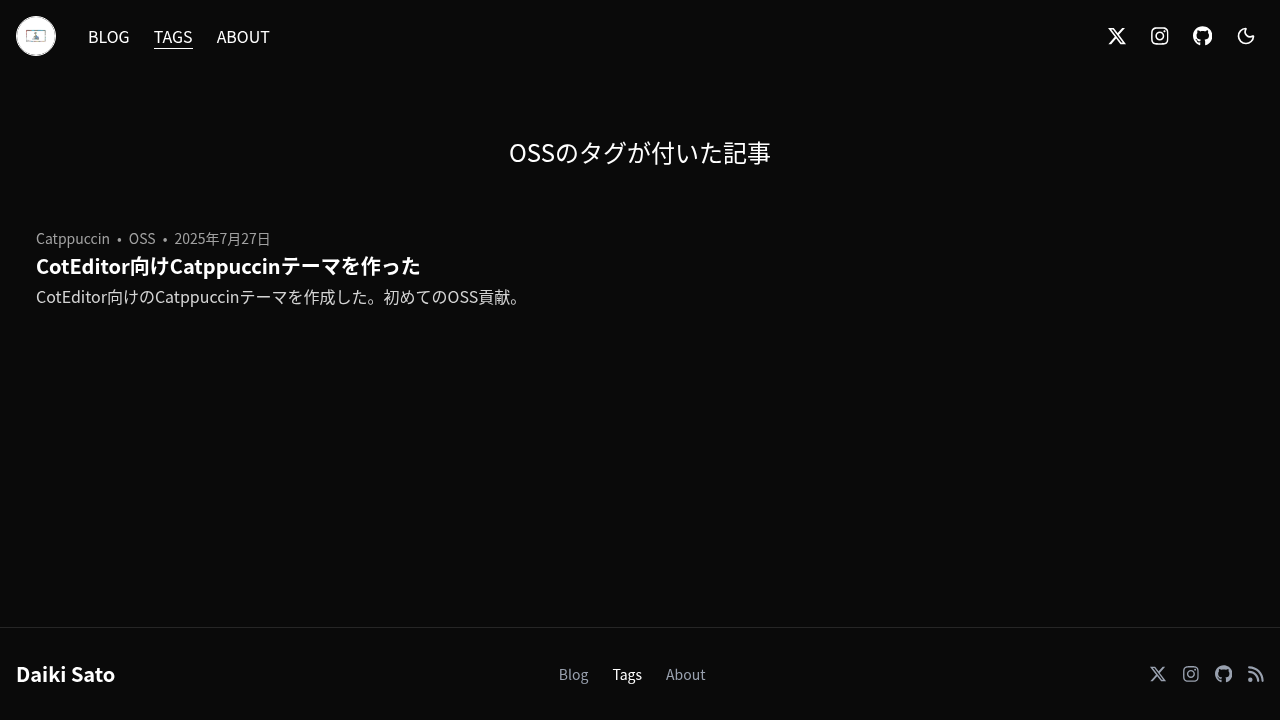 BLOG TAGS ABOUT
OSSのタグが付いた記事
Catppuccin • OSS • 2025年7月27日
CotEditor向けCatppuccinテーマを作った
CotEditor向けのCatppuccinテーマを作成した。初めてのOSS貢献。
Daiki Sato Blog Tags About